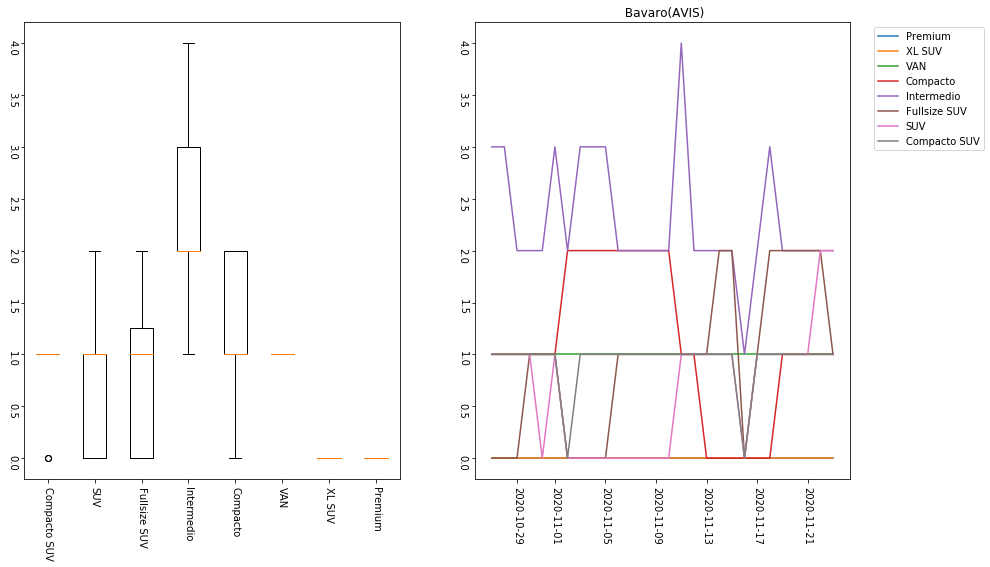 4.0
3.5
3.0
2.5
2.0
1.5
1.0
0.5
0.0
Compacto SUV
SUV
Fullsize SUV
Intermedio
Compacto
VAN
XL SUV
Premium
Bavaro(AVIS)
4.0
3.5
3.0
2.5
2.0
1.5
1.0
0.5
0.0
2020-10-29
2020-11-01
2020-11-05
2020-11-09
2020-11-13
2020-11-17
2020-11-21
Premium
XL SUV
VAN
Compacto
Intermedio
Fullsize SUV
SUV
Compacto SUV